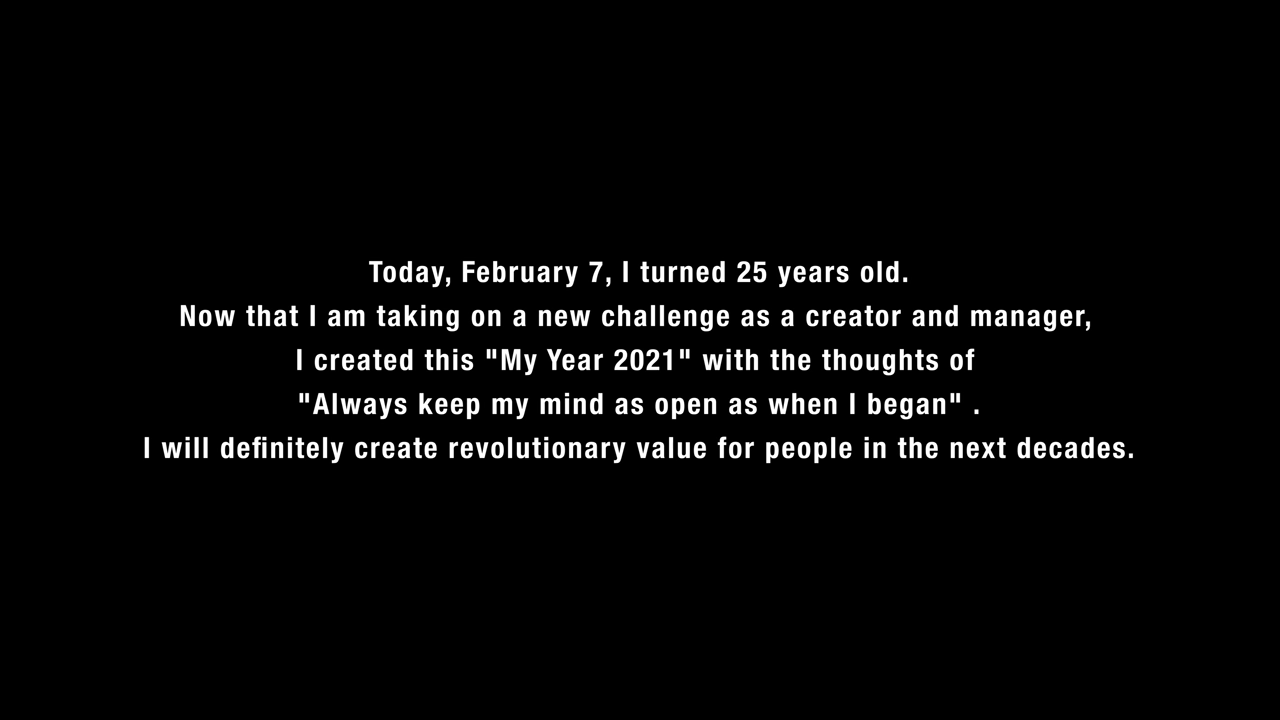 Today, February 7, I turned 25 years old.
Now that I am taking on a new challenge as a creator and manager,
I created this "My Year 2021" with the thoughts of
"Always keep my mind as open as when I began" .
I will definitely create revolutionary value for people in the next decades.